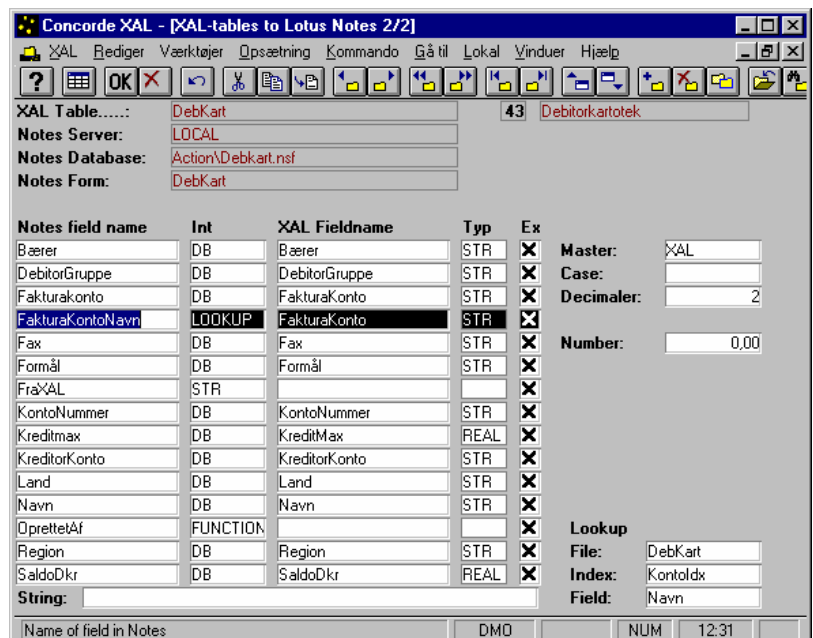 Concorde XAL - [XAL-tables to Lotus Notes 2/2]
XAL Rediger Værktøjer Opsætning Kommando Gå til Lokal Vinduer Hjælp
? OK
XAL Table.....: DebKart 43 Debitorkartotek
Notes Server: LOCAL
Notes Database: Action\Debkart.nsf
Notes Form: DebKart
Notes field name Int XAL Fieldname Typ Ex
Bærer DB Bærer STR Master: XAL
DebitorGruppe DB DebitorGruppe STR Case:
Fakturakonto DB FakturaKonto STR Decimaler: 2
FakturaKontoNavn LOOKUP FakturaKonto STR
Fax DB Fax STR Number: 0,00
Formål DB Formål STR
FraXAL STR
KontoNummer DB KontoNummer STR
Kreditmax DB KreditMax REAL
KreditorKonto DB KreditorKonto STR
Land DB Land STR
Navn DB Navn STR
OprettetAf FUNCTION Lookup
Region DB Region STR File: DebKart
SaldoDkr DB SaldoDkr REAL Index: KontoIdx
String: Field: Navn
Name of field in Notes DMO NUM 12:31